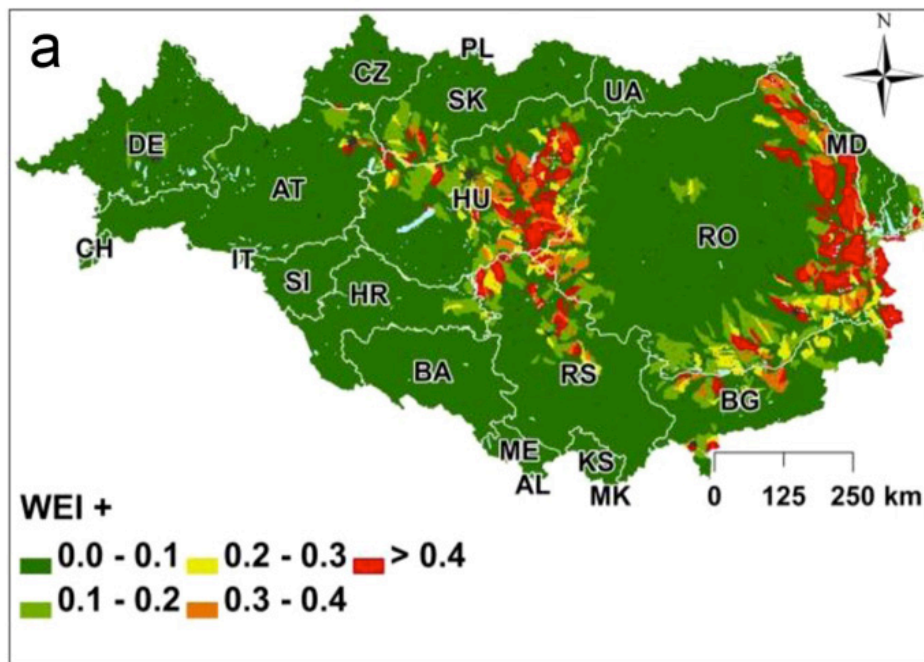 a
N
PL
CZ
SK
UA
DE
MD
AT
HU
RO
CH
IT
SI
HR
BA
RS
BG
ME
KS
AL
MK
0 125 250 km
WEI +
0.0 - 0.1 0.2 - 0.3 > 0.4
0.1 - 0.2 0.3 - 0.4